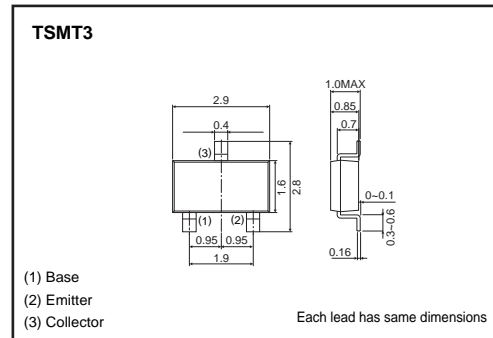 TSMT3
1.0MAX
2.9
0.85
0.4
0.7
(3)
1.6
2.8
0~0.1
(1)
(2)
0.3~0.6
0.95
0.95
0.16
1.9
(1) Base
(2) Emitter
(3) Collector
Each lead has same dimensions